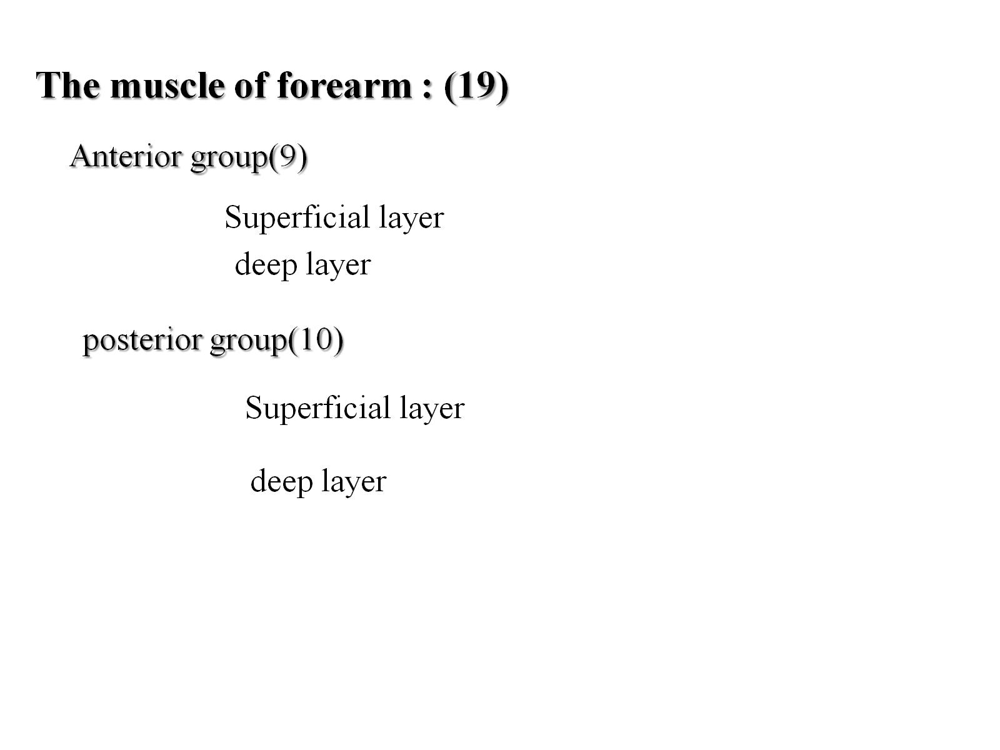 The muscle of forearm : (19)
Anterior group(9)
Superficial layer
deep layer
posterior group(10)
Superficial layer
deep layer